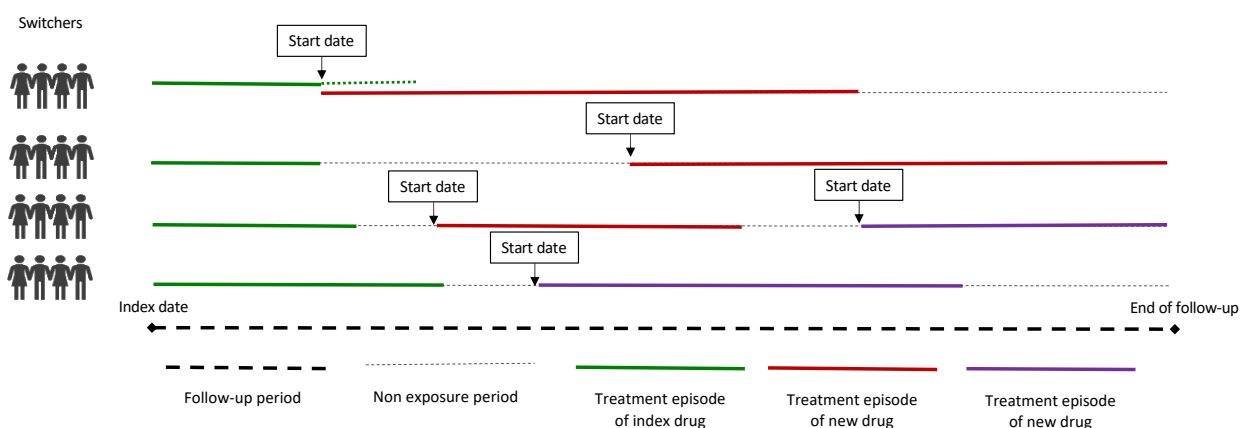 Switchers
Start date
Start date
Start date
Start date
Start date
Index date
End of follow-up
Follow-up period
Non exposure period
Treatment episode
of index drug
Treatment episode
of new drug
Treatment episode
of new drug